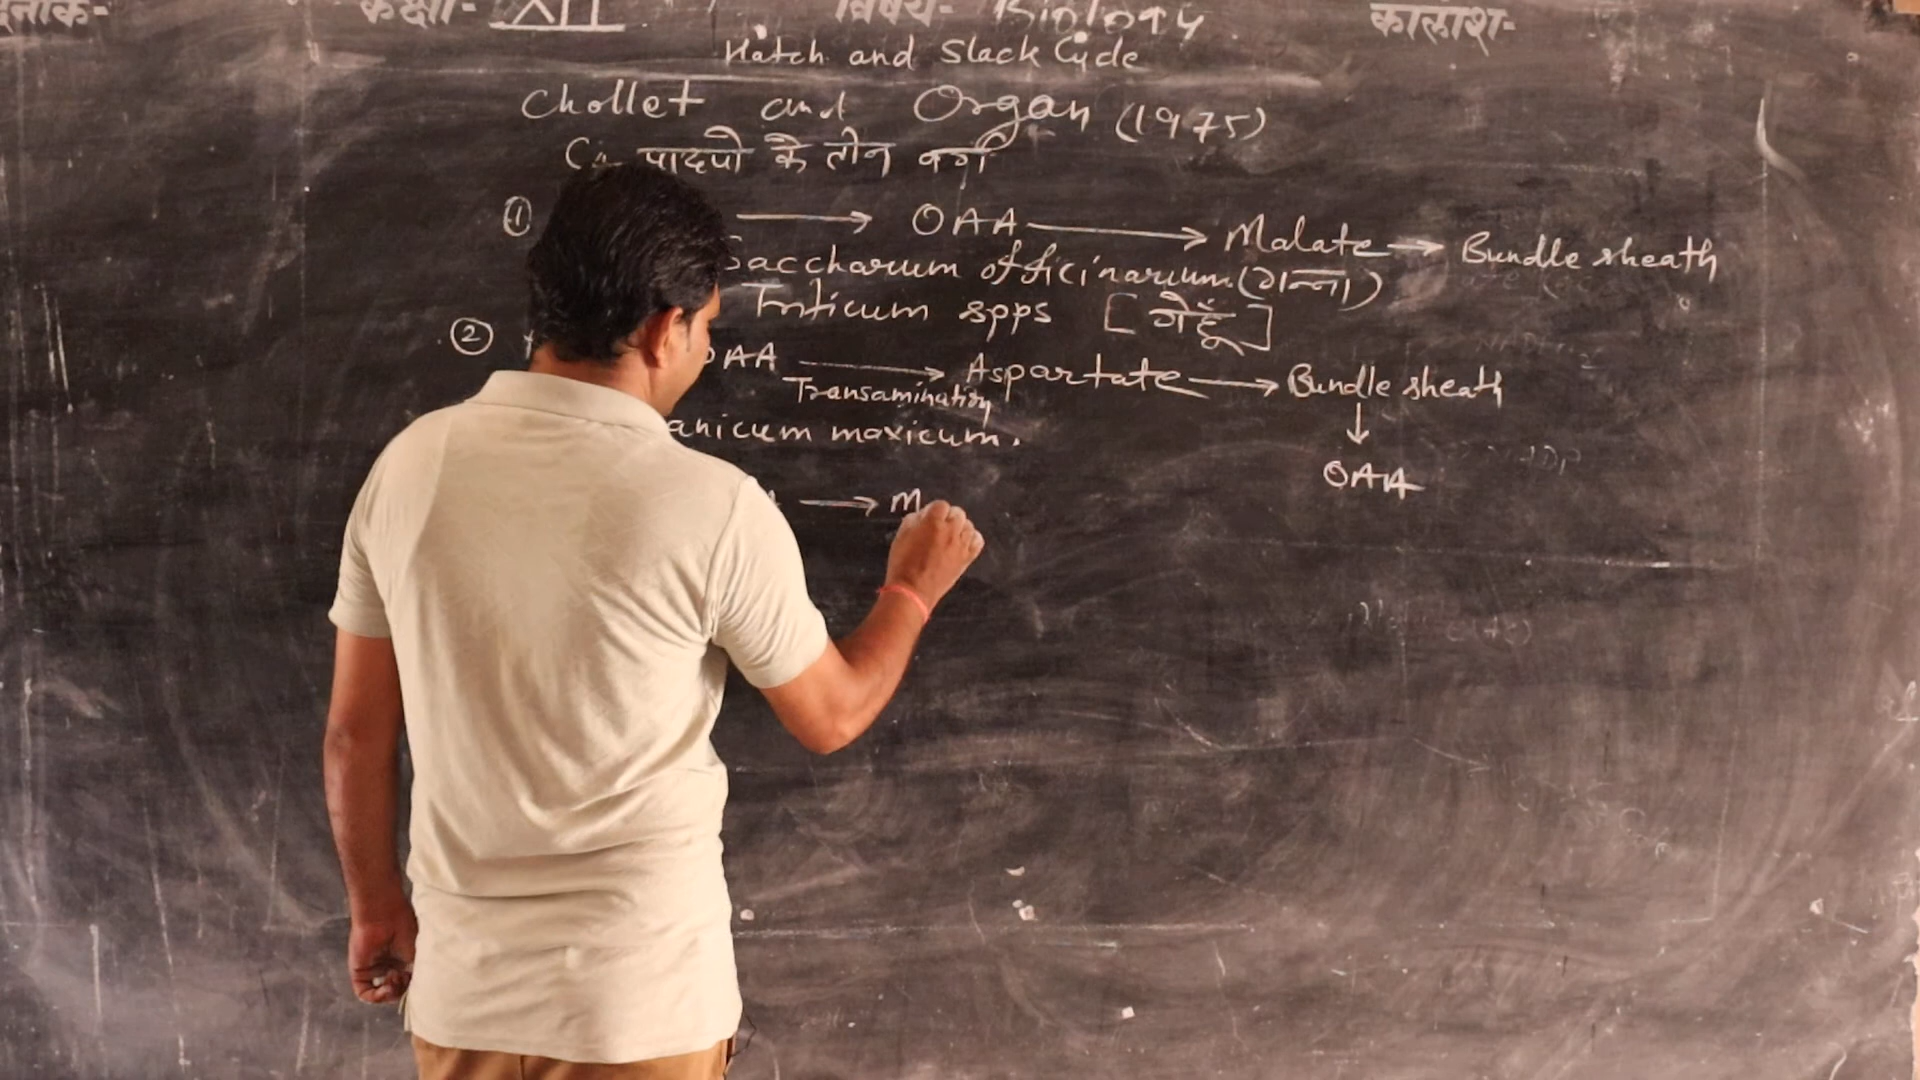 कक्षा- XII विषय- Biology कालांश-
Hatch and Slack Cycle
Chollet and Organ (1975)
पादपो के तीन वर्ग
① → OAA → Malate → Bundle sheath
Saccharum officinarum (गन्ना)
Triticum spps [गेहूँ]
② OAA → Aspartate → Bundle sheath
Transamination ↓
anicum maxicum. OAA
→ M